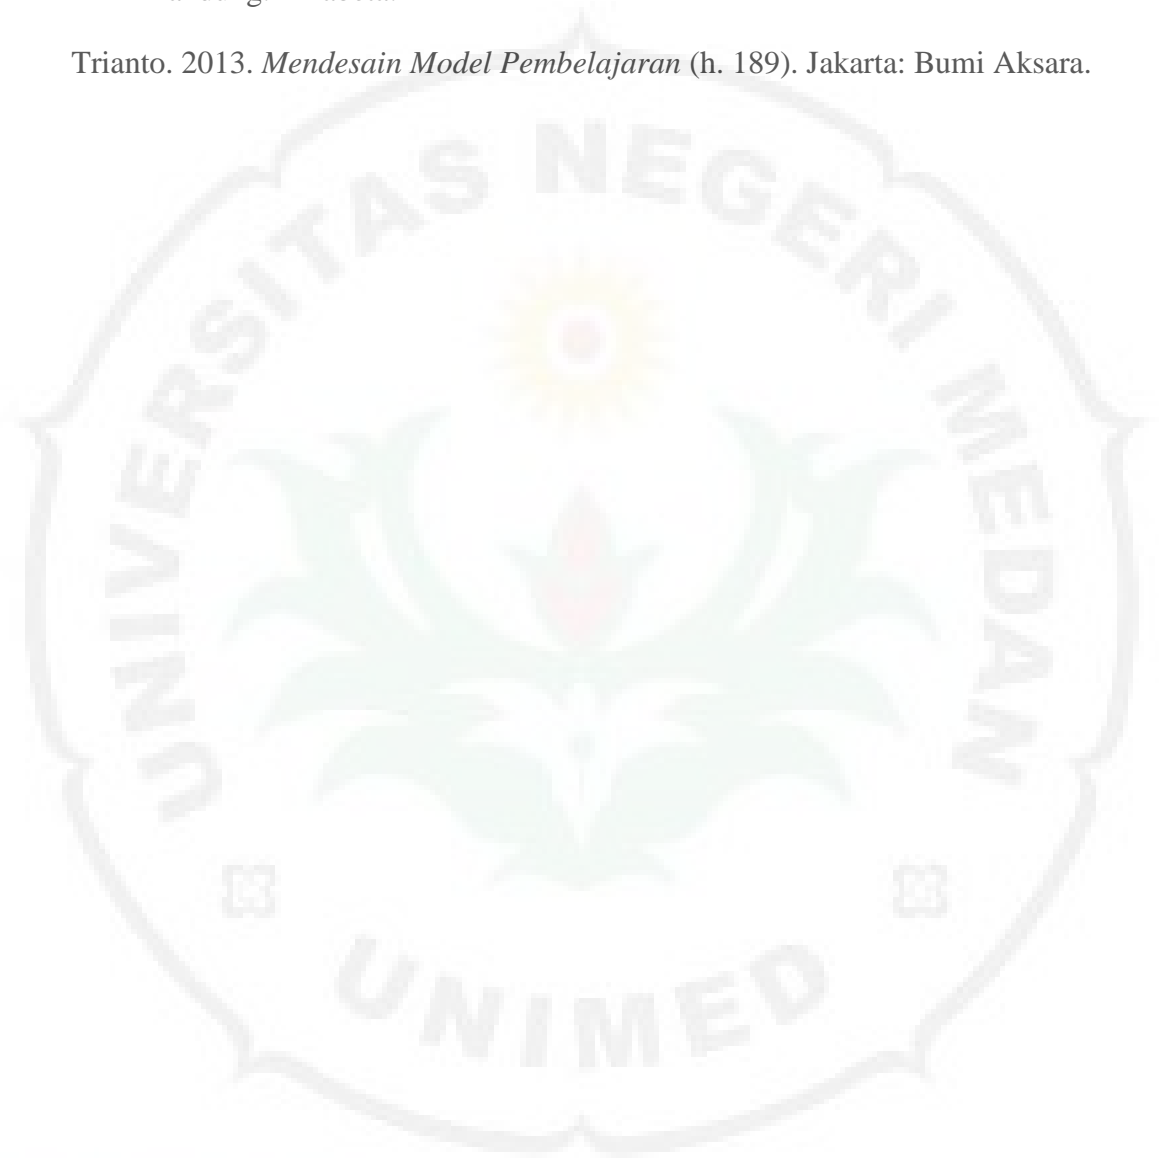 Trianto. 2013. Mendesain Model Pembelajaran (h. 189). Jakarta: Bumi Aksara.
UNIVERSITAS NEGERI MEDAN
UNIMED